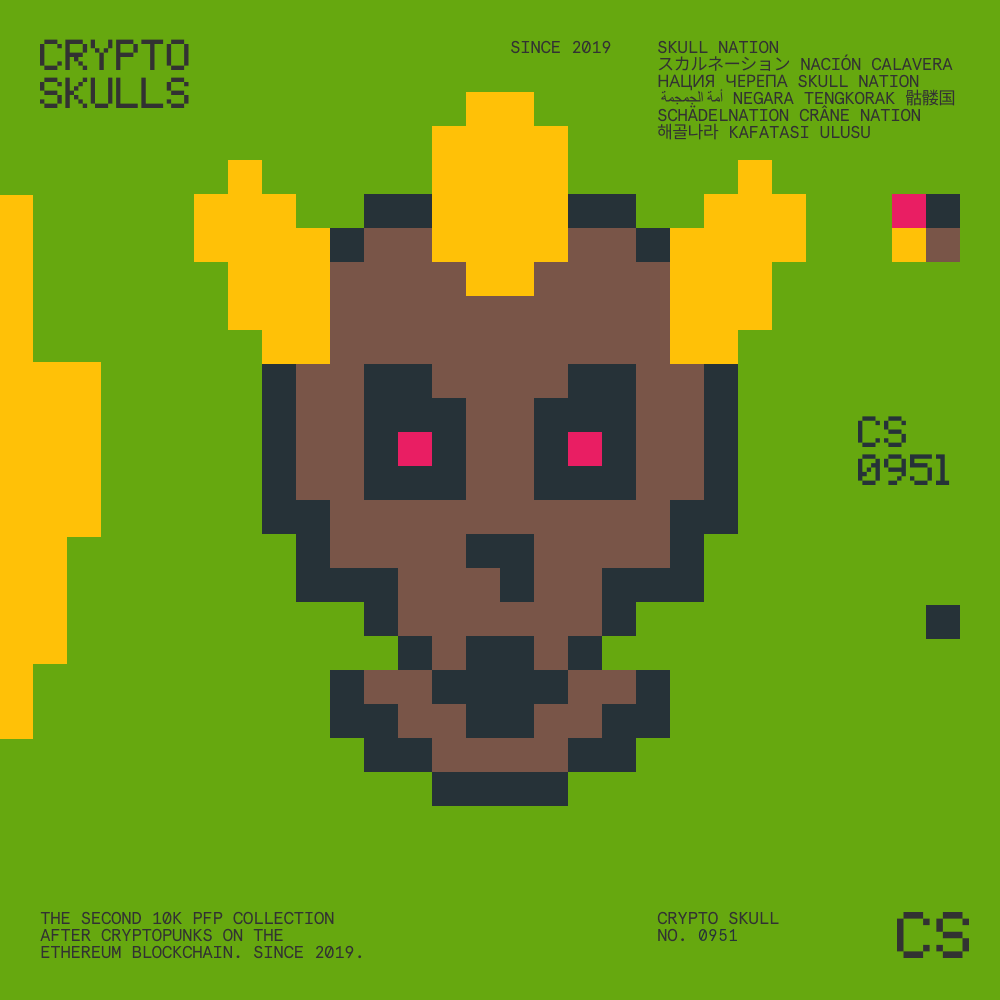 CRYPTO
SKULLS
SINCE 2019
SKULL NATION
スカルネーション NACIÓN CALAVERA
НАЦИЯ ЧЕРЕПА SKULL NATION
أمة الجمجمة NEGARA TENGKORAK 骷髅国
SCHÄDELNATION CRÂNE NATION
해골나라 KAFATASI ULUSU
CS
0951
THE SECOND 10K PFP COLLECTION
AFTER CRYPTOPUNKS ON THE
ETHEREUM BLOCKCHAIN. SINCE 2019.
CRYPTO SKULL
NO. 0951
CS